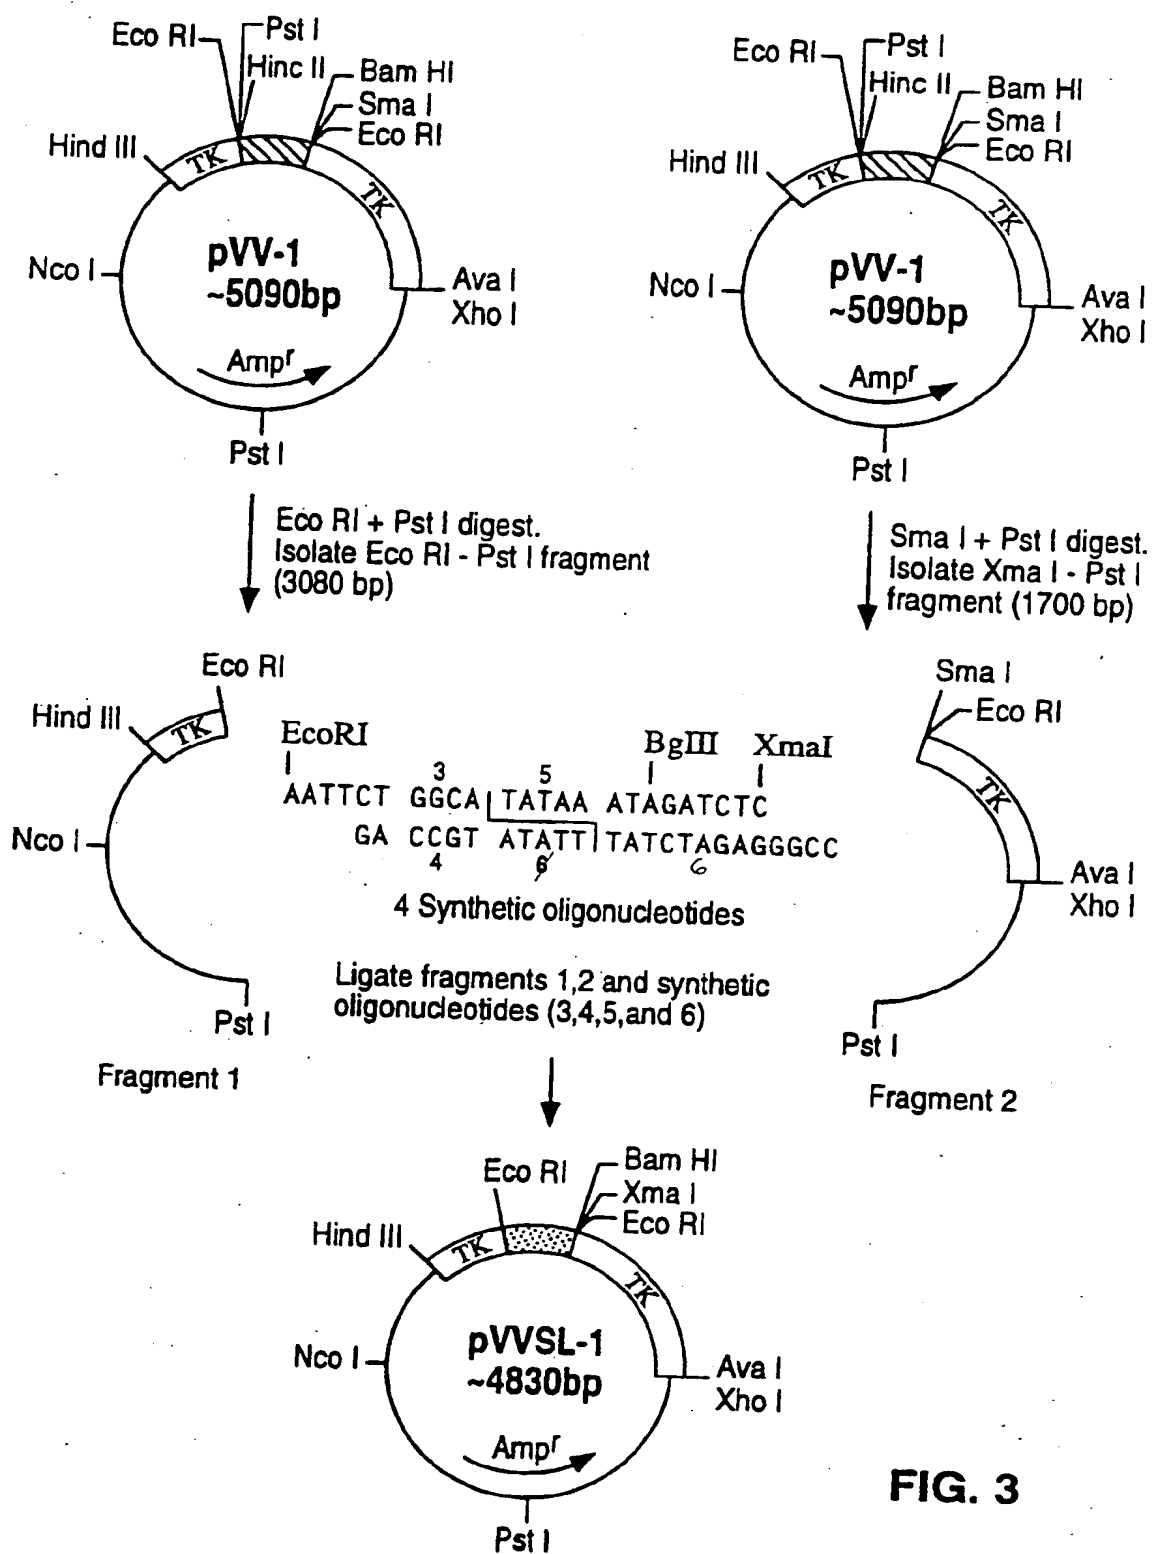 Eco RI
Pst I
Hinc II
Bam HI
Sma I
Eco RI
Hind III
TK
TK
Nco I
pVV-1
~5090bp
Ava I
Xho I
Ampr
Pst I
Eco RI
Pst I
Hinc II
Bam HI
Sma I
Eco RI
Hind III
TK
TK
Nco I
pVV-1
~5090bp
Ava I
Xho I
Ampr
Pst I
Eco RI + Pst I digest.
Isolate Eco RI - Pst I fragment
(3080 bp)
Sma I + Pst I digest.
Isolate Xma I - Pst I
fragment (1700 bp)
Eco RI
Hind III
TK
Nco I
Pst I
Fragment 1
EcoRI
BglII
XmaI
3
5
AATTCT GGCA TATAA ATAGATCTC
GA CCGT ATATT TATCTAGAGGGCC
4
6
6
4 Synthetic oligonucleotides
Ligate fragments 1,2 and synthetic
oligonucleotides (3,4,5,and 6)
Sma I
Eco RI
TK
Ava I
Xho I
Pst I
Fragment 2
Eco RI
Bam HI
Xma I
Eco RI
Hind III
TK
TK
Nco I
pVVSL-1
~4830bp
Ava I
Xho I
Ampr
Pst I
FIG. 3